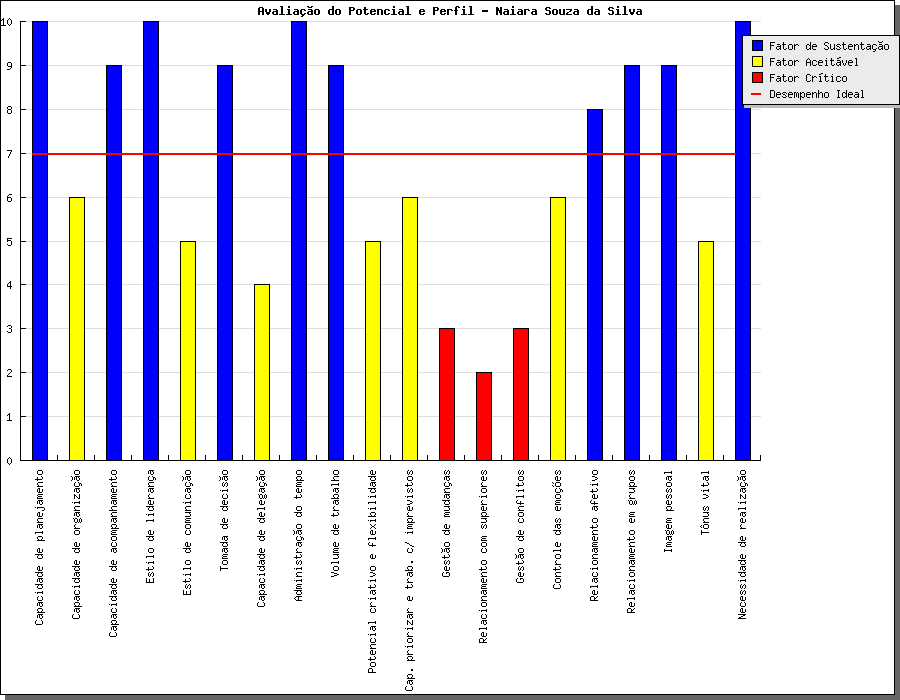 Avaliação do Potencial e Perfil - Naiara Souza da Silva
Fator de Sustentação
Fator Aceitável
Fator Crítico
Desempenho Ideal
10
9
8
7
6
5
4
3
2
1
0
Capacidade de planejamento
Capacidade de organização
Capacidade de acompanhamento
Estilo de liderança
Estilo de comunicação
Tomada de decisão
Capacidade de delegação
Administração do tempo
Volume de trabalho
Potencial criativo e flexibilidade
Cap. priorizar e trab. c/ imprevistos
Gestão de mudanças
Relacionamento com superiores
Gestão de conflitos
Controle das emoções
Relacionamento afetivo
Relacionamento em grupos
Imagem pessoal
Tônus vital
Necessidade de realização